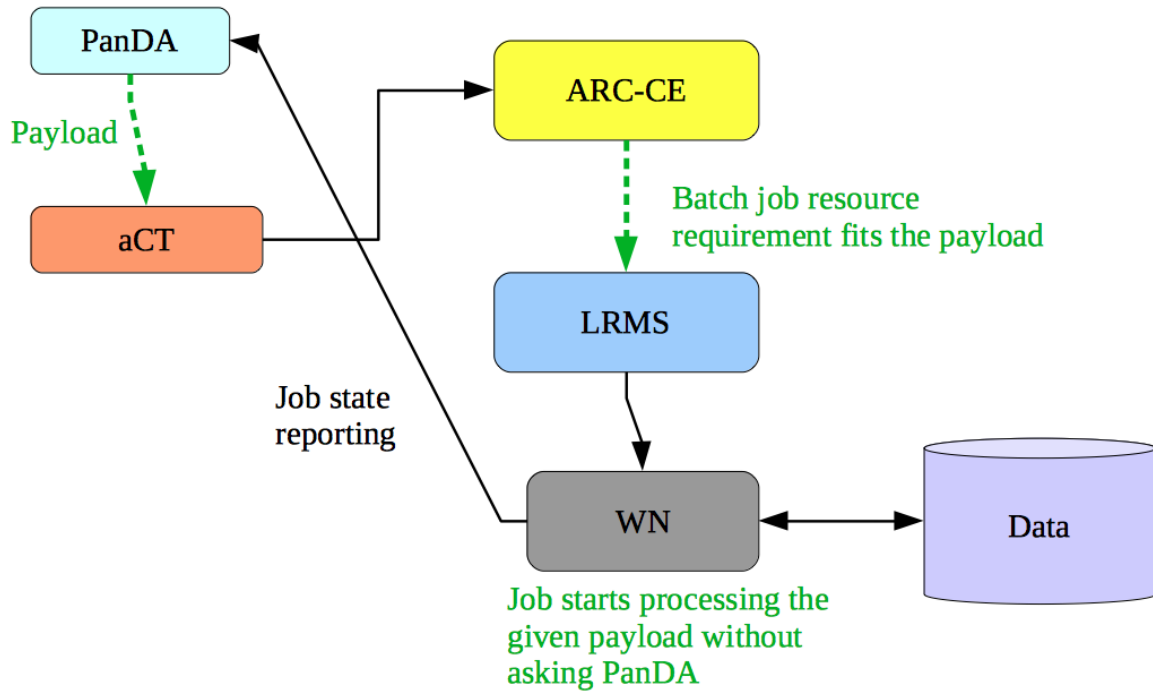 PanDA
ARC-CE
Payload
Batch job resource
requirement fits the payload
aCT
LRMS
Job state
reporting
WN
Data
Job starts processing the
given payload without
asking PanDA